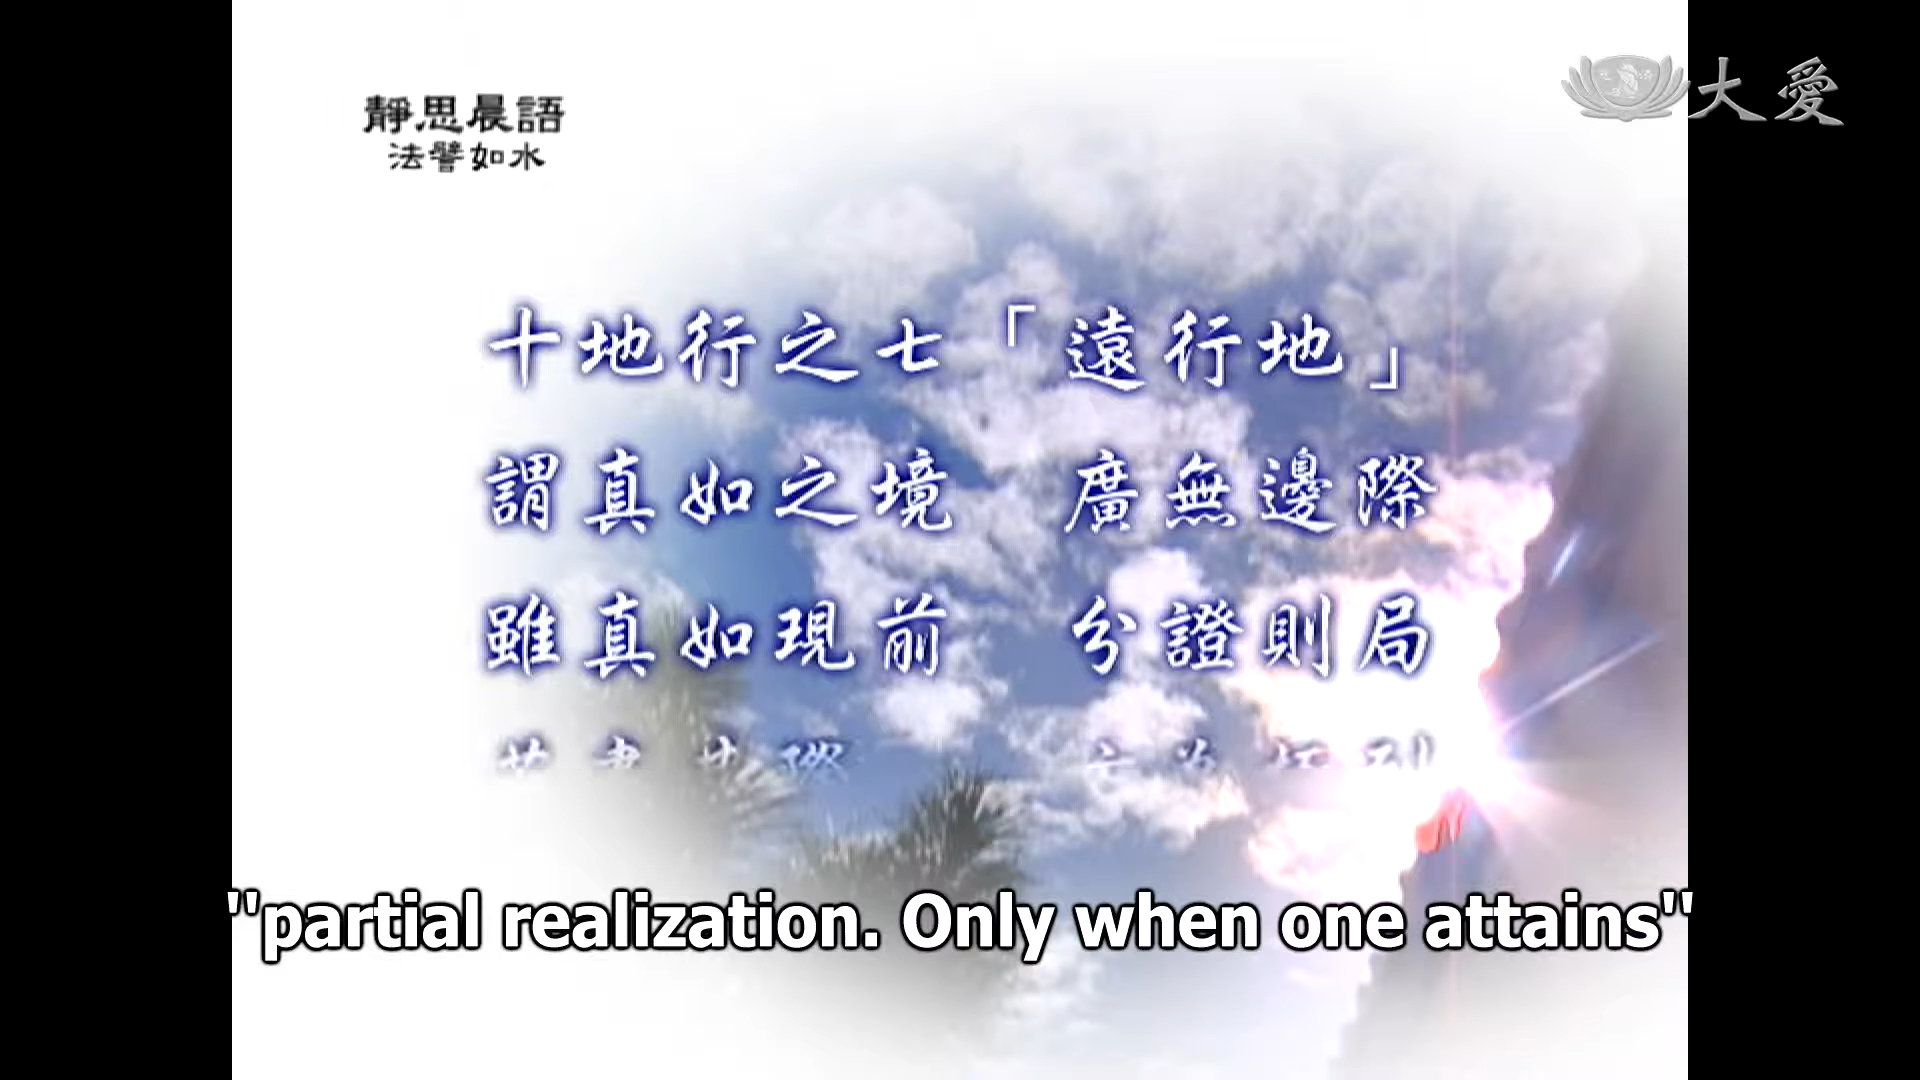 靜思晨語
法譬如水
大愛
十地行之七「遠行地」
謂真如之境 廣無邊際
雖真如現前 分證則局
"partial realization. Only when one attains"